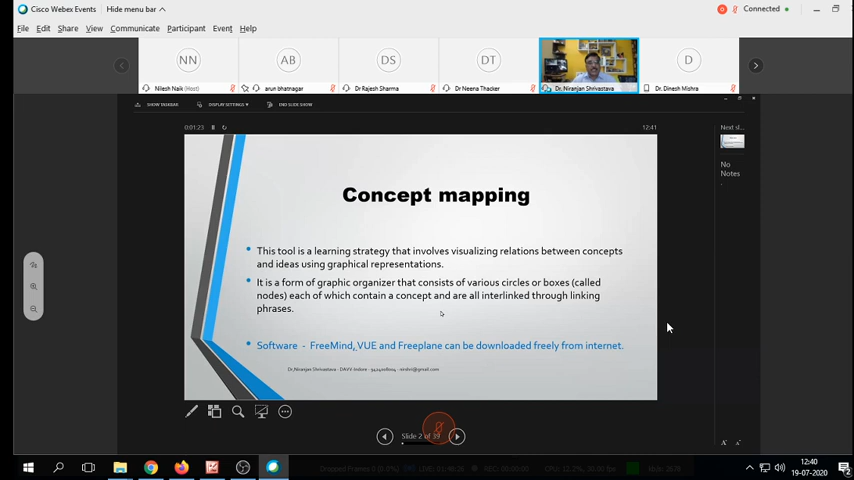 Cisco Webex Events
Hide menu bar
Connected
File Edit Share View Communicate Participant Event Help
NN
AB
DS
DT
D
Nilesh Naik (Host)
arun bhatnagar
Dr Rajesh Sharma
Dr Neena Thacker
Dr. Niranjan Shrivastava
Dr. Dinesh Mishra
SHOW TASKBAR
DISPLAY SETTINGS
END SLIDE SHOW
0:01:23
12:41
Next sl...
No
Notes
.
Concept mapping
• This tool is a learning strategy that involves visualizing relations between concepts
and ideas using graphical representations.
• It is a form of graphic organizer that consists of various circles or boxes (called
nodes) each of which contain a concept and are all interlinked through linking
phrases.
• Software - FreeMind, VUE and Freeplane can be downloaded freely from internet.
Slide 2 of 39
12:40
19-07-2020